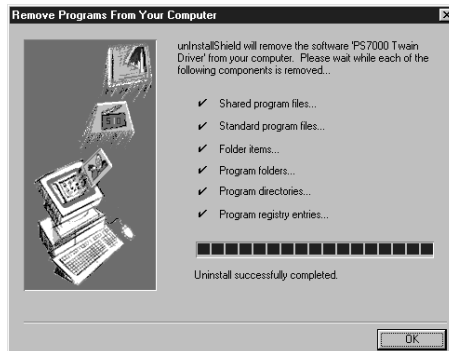 Remove Programs From Your Computer
unInstallShield will remove the software 'PS7000 Twain
Driver' from your computer. Please wait while each of the
following components is removed...
✔ Shared program files...
✔ Standard program files...
✔ Folder items...
✔ Program folders...
✔ Program directories...
✔ Program registry entries...
Uninstall successfully completed.
OK